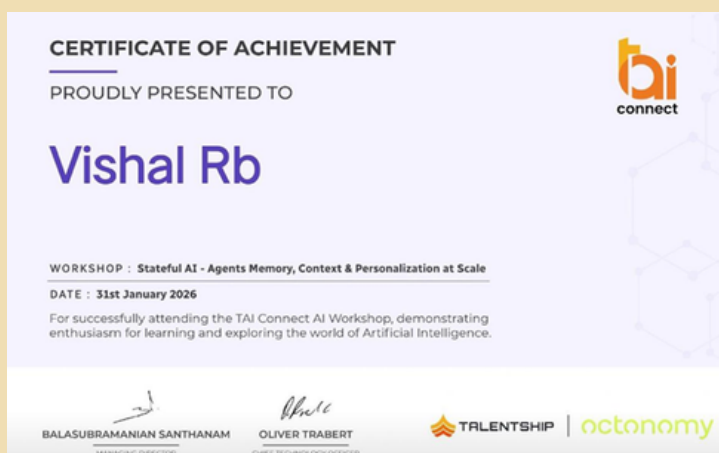 CERTIFICATE OF ACHIEVEMENT
PROUDLY PRESENTED TO
tai
connect
Vishal Rb
WORKSHOP : Stateful AI - Agents Memory, Context & Personalization at Scale
DATE : 31st January 2026
For successfully attending the TAI Connect AI Workshop, demonstrating
enthusiasm for learning and exploring the world of Artificial Intelligence.
BALASUBRAMANIAN SANTHANAM
OLIVER TRABERT
TALENTSHIP | octonomy